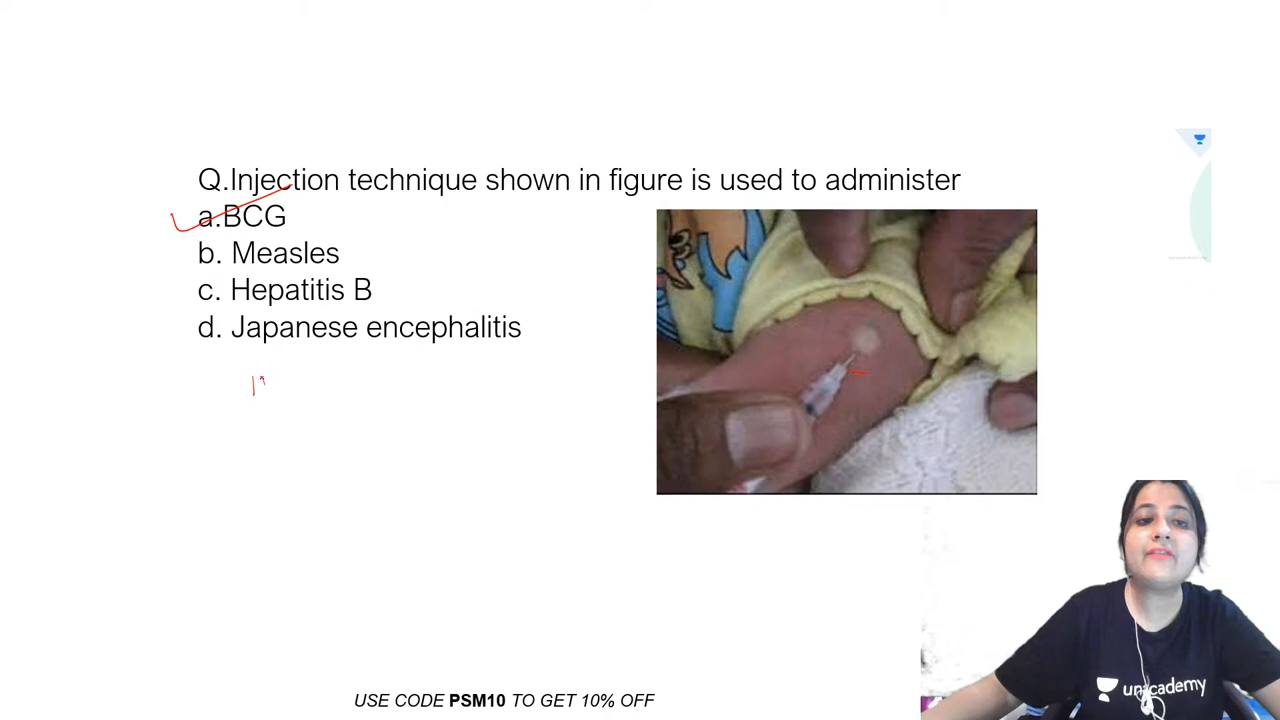 Q.Injection technique shown in figure is used to administer
a.BCG
b. Measles
c. Hepatitis B
d. Japanese encephalitis
unacademy
USE CODE PSM10 TO GET 10% OFF